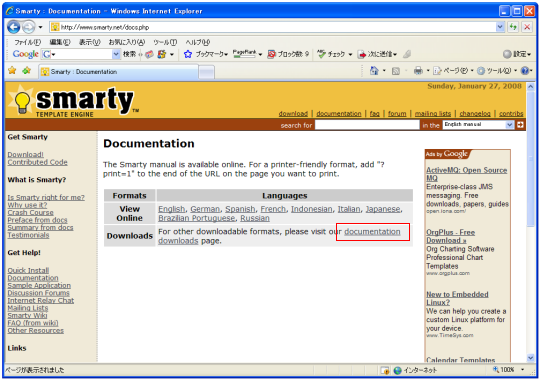 Smarty : Documentation - Windows Internet Explorer
http://www.smarty.net/docs.php
ファイル(F) 編集(E) 表示(V) お気に入り(A) ツール(T) ヘルプ(H)
Google ブックマーク PageRank ブロック数: 9 チェック 次に送信 設定
Smarty : Documentation
ページ(P) ツール(O)
Sunday, January 27, 2008
smarty
TEMPLATE ENGINE
download | documentation | faq | forum | mailing lists | changelog | contribs
search for in the English manual
Get Smarty
Download!
Contributed Code
What is Smarty?
Is Smarty right for me?
Why use it?
Crash Course
Preface from docs
Summary from docs
Testimonials
Get Help!
Quick Install
Documentation
Sample Application
Discussion Forums
Internet Relay Chat
Mailing Lists
Smarty Wiki
FAQ (from wiki)
Other Resources
Links
Documentation
The Smarty manual is available online. For a printer-friendly format, add "?
print=1" to the end of the URL on the page you want to print.
Formats Languages
View Online English, German, Spanish, French, Indonesian, Italian, Japanese,
Brazilian Portuguese, Russian
Downloads For other downloadable formats, please visit our documentation
downloads page.
Ads by Google
ActiveMQ: Open Source
MQ
Enterprise-class JMS
messaging. Free
downloads, papers, guides
open.iona.com/
OrgPlus - Free
Download »
Org Charting Software
Professional Chart
Templates
www.orgplus.com
New to Embedded
Linux?
We can help you create a
custom Linux platform for
your device.
www.TimeSys.com
Calendar Templates
ページが表示されました
インターネット 100%